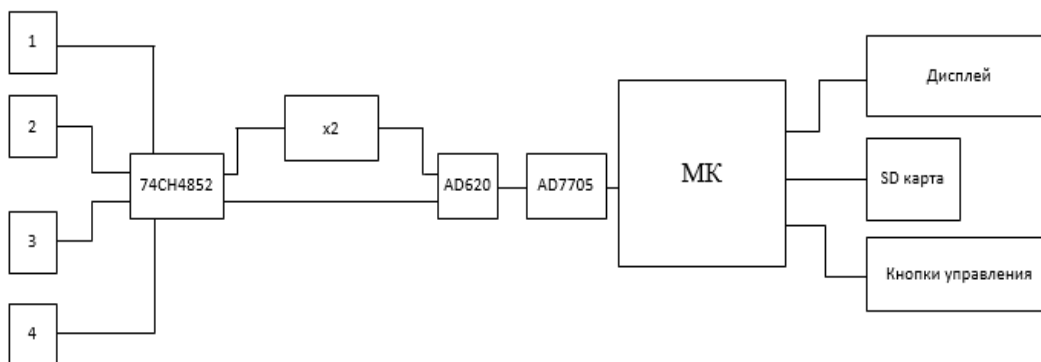 1
2
3
4
74CH4852
x2
AD620
AD7705
МК
Дисплей
SD карта
Кнопки управления